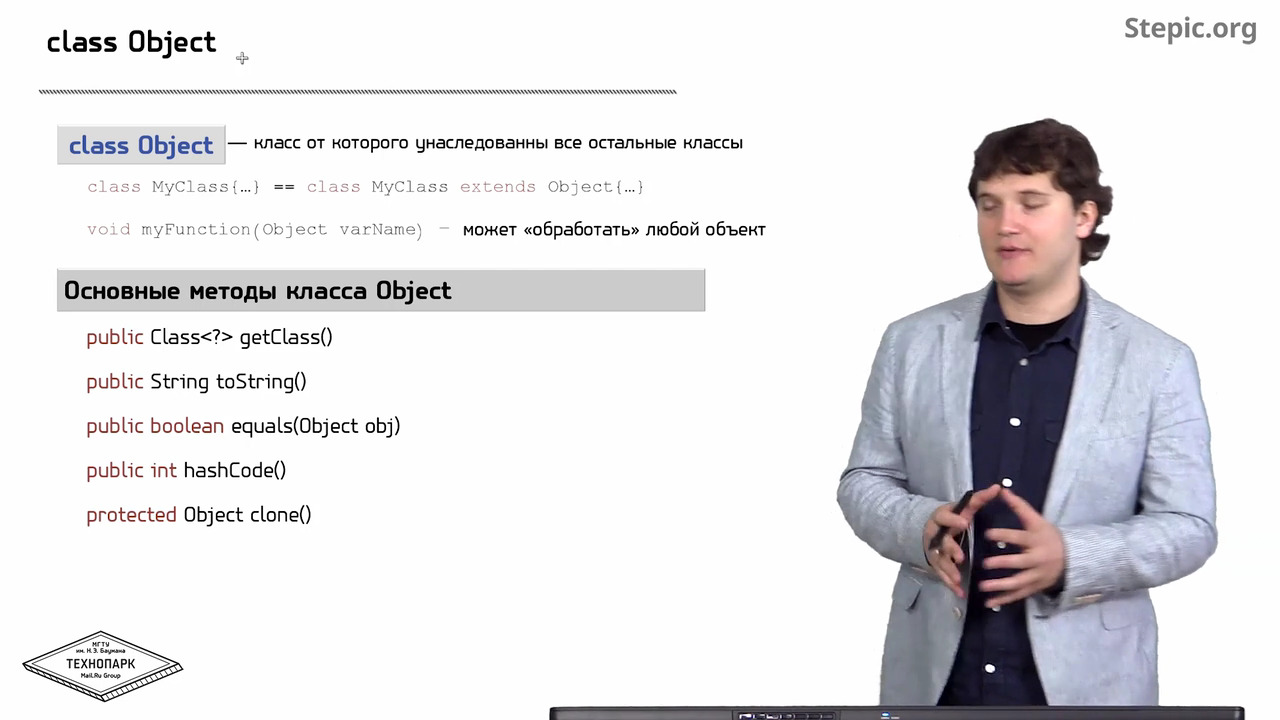 class Object
Stepic.org
class Object — класс от которого унаследованны все остальные классы
class MyClass{…} == class MyClass extends Object{…}
void myFunction(Object varName) — может «обработать» любой объект
Основные методы класса Object
public Class<?> getClass()
public String toString()
public boolean equals(Object obj)
public int hashCode()
protected Object clone()
МГТУ
им. Н.Э. Баумана
ТЕХНОПАРК
Mail.Ru Group